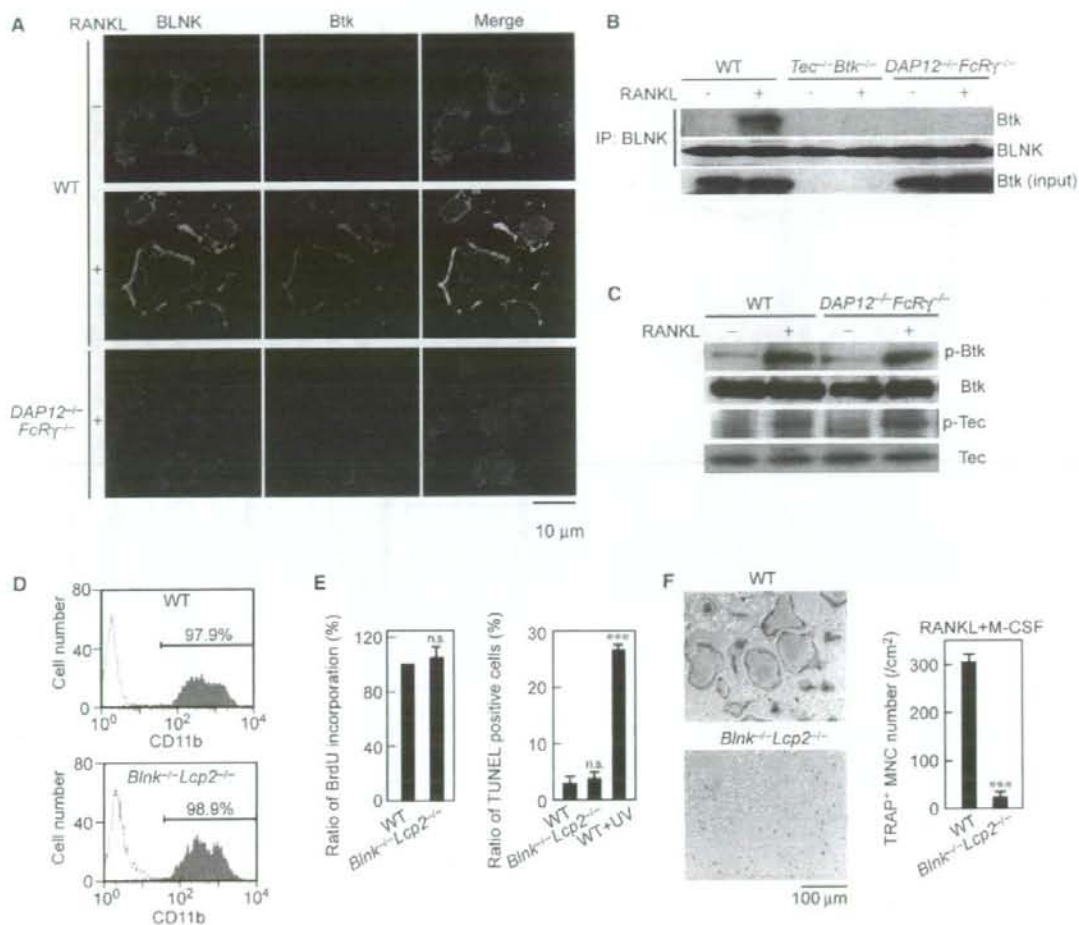 A
RANKL BLNK Btk Merge
–
WT
+
DAP12–/–
FcRγ–/–
+
10 μm
B
WT Tec–/–Btk–/– DAP12–/–FcRγ–/–
RANKL - + - + - +
IP: BLNK
Btk
BLNK
Btk (input)
C
WT DAP12–/–FcRγ–/–
RANKL – + – +
p-Btk
Btk
p-Tec
Tec
D
80
WT
97.9%
40
0
Cell number
10^0 10^2 10^4
CD11b
Blnk–/–Lcp2–/–
80
98.9%
40
0
Cell number
10^0 10^2 10^4
CD11b
E
Ratio of BrdU incorporation (%)
120
80
40
0
n.s.
WT
Blnk–/–Lcp2–/–
Ratio of TUNEL positive cells (%)
30
20
10
0
n.s.
***
WT
Blnk–/–Lcp2–/–
WT+UV
F
WT
Blnk–/–Lcp2–/–
100 μm
RANKL+M-CSF
TRAP+ MNC number (/cm2)
300
200
100
0
***
WT
Blnk–/–Lcp2–/–